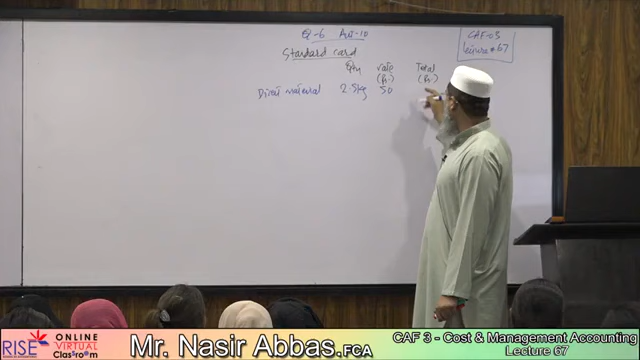 Q-6 Aut-10
CAF-03
Lecture # 67
Standard card
Qty rate Total
(Rs.) (Rs.)
Direct material 2.5kg 50
RISE ONLINE VIRTUAL Classroom
Mr. Nasir Abbas.FCA
CAF 3 - Cost & Management Accounting
Lecture 67